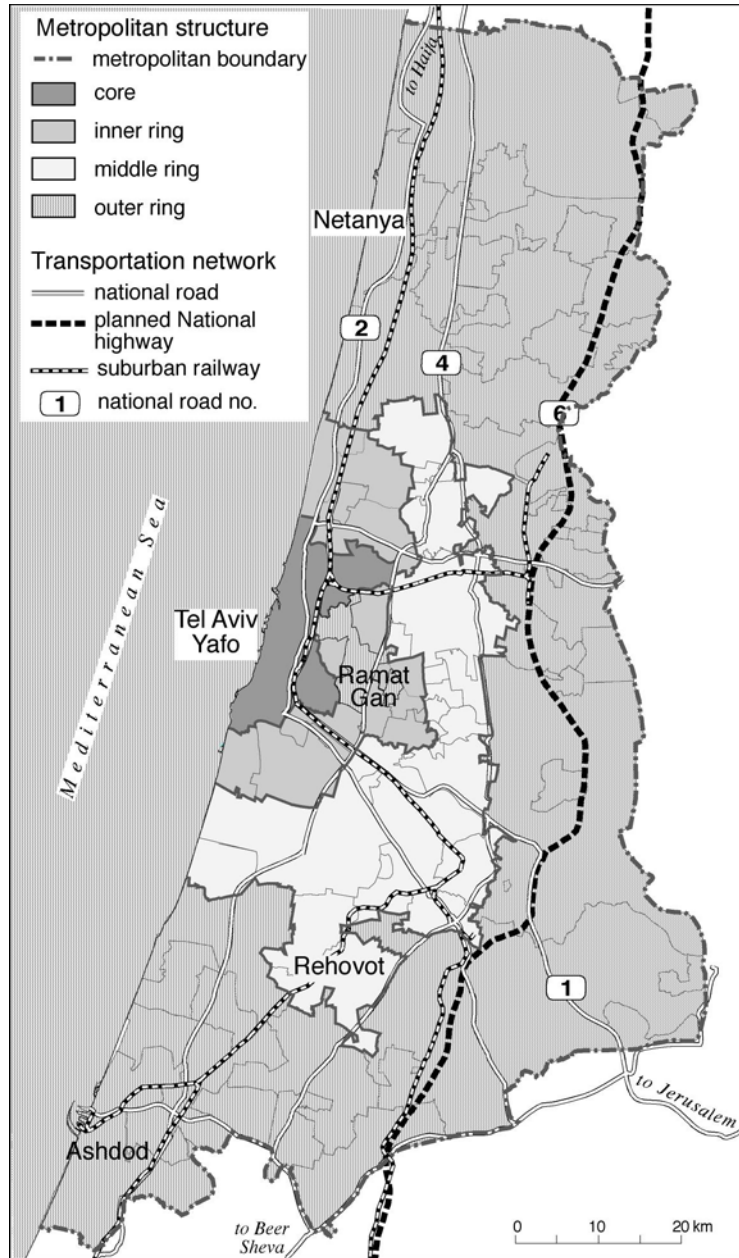 Metropolitan structure
metropolitan boundary
core
inner ring
middle ring
outer ring
Transportation network
national road
planned National
highway
suburban railway
1 national road no.
to Haifa
Netanya
2
4
6
Mediterranean Sea
Tel Aviv
Yafo
Ramat
Gan
Rehovot
1
to Jerusalem
Ashdod
to Beer
Sheva
0 10 20 km